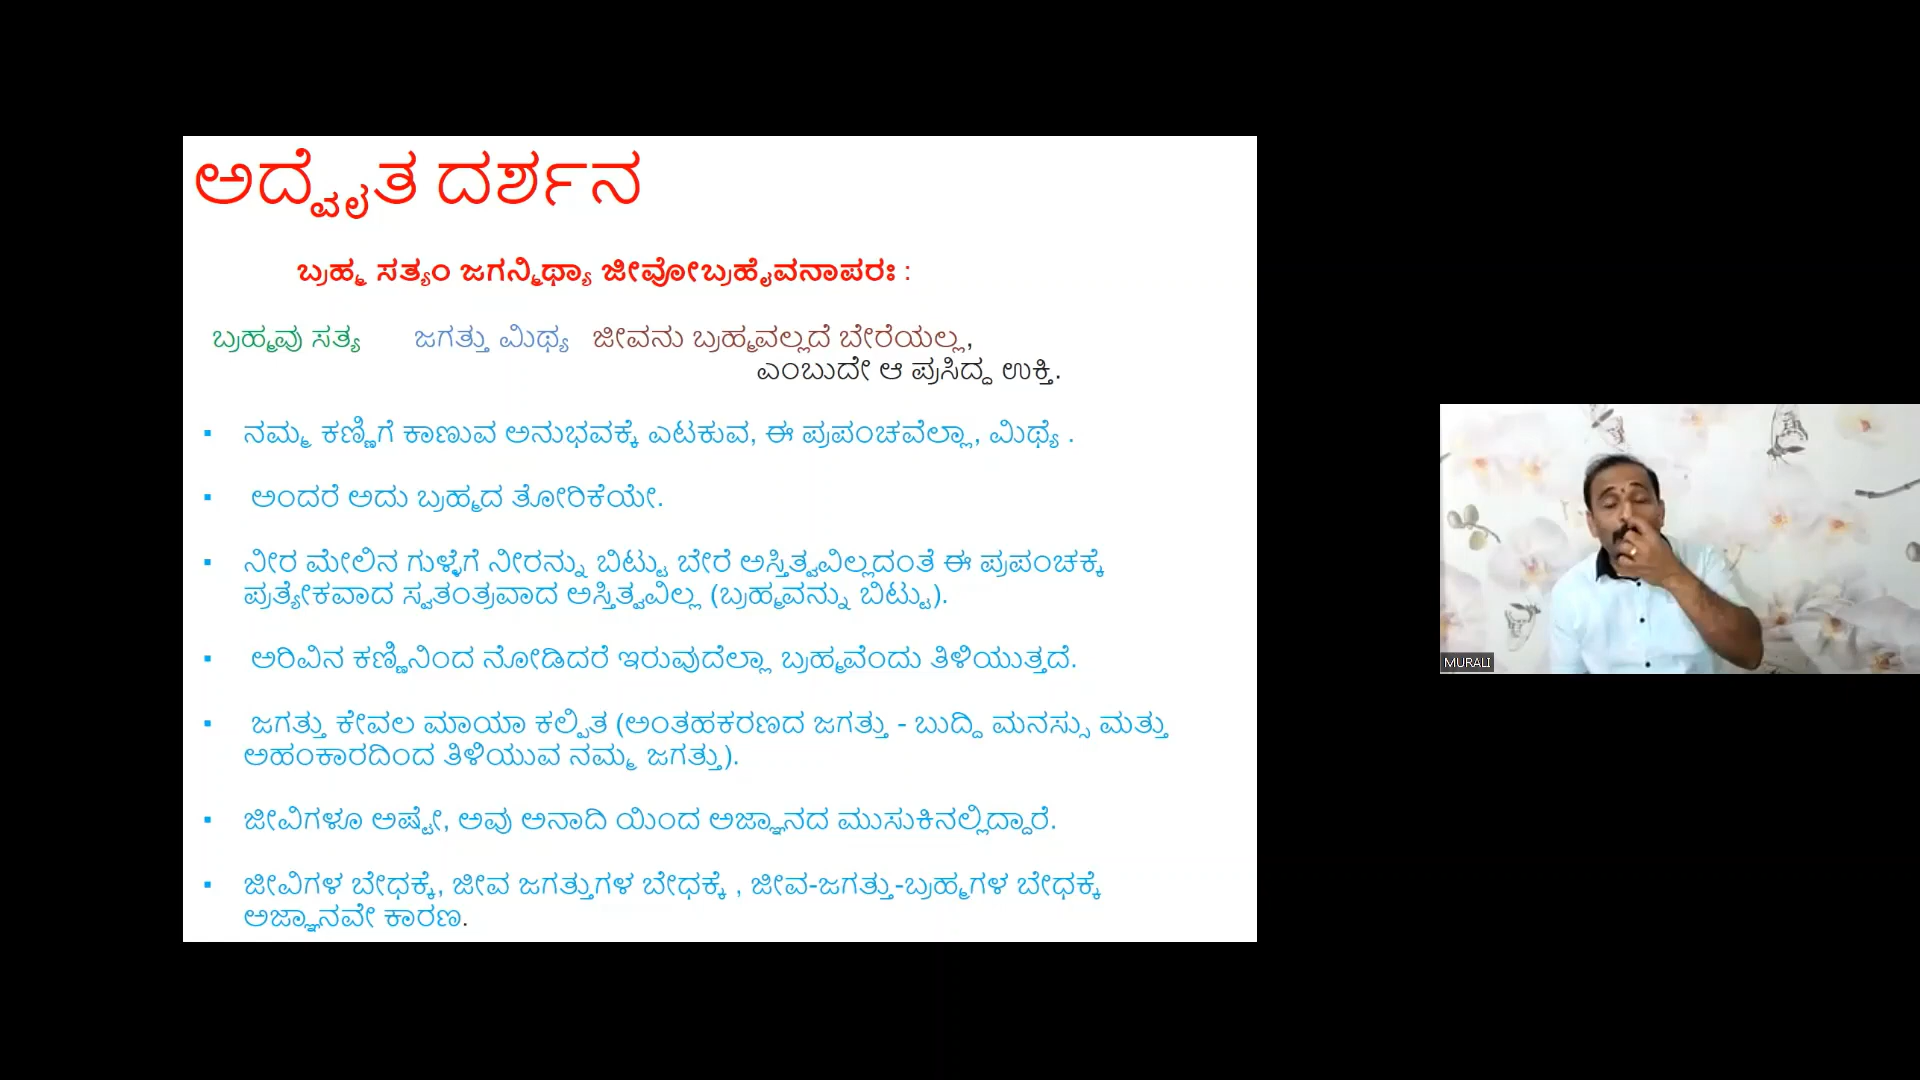 ಅದ್ವೈತ ದರ್ಶನ
ಬ್ರಹ್ಮ ಸತ್ಯಂ ಜಗನ್ಮಿಥ್ಯಾ ಜೀವೋಬ್ರಹೈವನಾಪರಃ :
ಬ್ರಹ್ಮವು ಸತ್ಯ ಜಗತ್ತು ಮಿಥ್ಯ ಜೀವನು ಬ್ರಹ್ಮವಲ್ಲದೆ ಬೇರೆಯಲ್ಲ,
ಎಂಬುದೇ ಆ ಪ್ರಸಿದ್ದ ಉಕ್ತಿ.
▪ ನಮ್ಮ ಕಣ್ಣಿಗೆ ಕಾಣುವ ಅನುಭವಕ್ಕೆ ಎಟಕುವ, ಈ ಪ್ರಪಂಚವೆಲ್ಲಾ, ಮಿಥ್ಯೆ .
▪ ಅಂದರೆ ಅದು ಬ್ರಹ್ಮದ ತೋರಿಕೆಯೇ.
▪ ನೀರ ಮೇಲಿನ ಗುಳ್ಳೆಗೆ ನೀರನ್ನು ಬಿಟ್ಟು ಬೇರೆ ಅಸ್ತಿತ್ವವಿಲ್ಲದಂತೆ ಈ ಪ್ರಪಂಚಕ್ಕೆ
ಪ್ರತ್ಯೇಕವಾದ ಸ್ವತಂತ್ರವಾದ ಅಸ್ತಿತ್ವವಿಲ್ಲ (ಬ್ರಹ್ಮವನ್ನು ಬಿಟ್ಟು).
▪ ಅರಿವಿನ ಕಣ್ಣಿನಿಂದ ನೋಡಿದರೆ ಇರುವುದೆಲ್ಲಾ ಬ್ರಹ್ಮವೆಂದು ತಿಳಿಯುತ್ತದೆ.
▪ ಜಗತ್ತು ಕೇವಲ ಮಾಯಾ ಕಲ್ಪಿತ (ಅಂತಹಕರಣದ ಜಗತ್ತು - ಬುದ್ದಿ ಮನಸ್ಸು ಮತ್ತು
ಅಹಂಕಾರದಿಂದ ತಿಳಿಯುವ ನಮ್ಮ ಜಗತ್ತು).
▪ ಜೀವಿಗಳೂ ಅಷ್ಟೇ, ಅವು ಅನಾದಿ ಯಿಂದ ಅಜ್ಞಾನದ ಮುಸುಕಿನಲ್ಲಿದ್ದಾರೆ.
▪ ಜೀವಿಗಳ ಬೇಧಕ್ಕೆ, ಜೀವ ಜಗತ್ತುಗಳ ಬೇಧಕ್ಕೆ , ಜೀವ-ಜಗತ್ತು-ಬ್ರಹ್ಮಗಳ ಬೇಧಕ್ಕೆ
ಅಜ್ಞಾನವೇ ಕಾರಣ.
MURALI